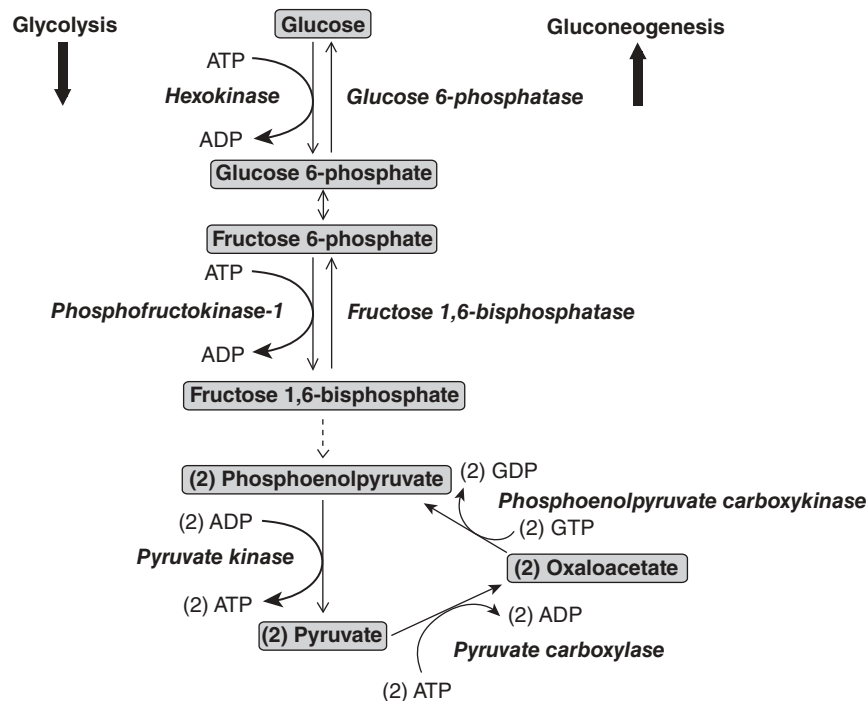 Glycolysis
Glucose
Gluconeogenesis
ATP
Hexokinase
Glucose 6-phosphatase
ADP
Glucose 6-phosphate
Fructose 6-phosphate
ATP
Phosphofructokinase-1
Fructose 1,6-bisphosphatase
ADP
Fructose 1,6-bisphosphate
(2) Phosphoenolpyruvate
(2) GDP
Phosphoenolpyruvate carboxykinase
(2) ADP
(2) GTP
Pyruvate kinase
(2) Oxaloacetate
(2) ATP
(2) ADP
(2) Pyruvate
Pyruvate carboxylase
(2) ATP